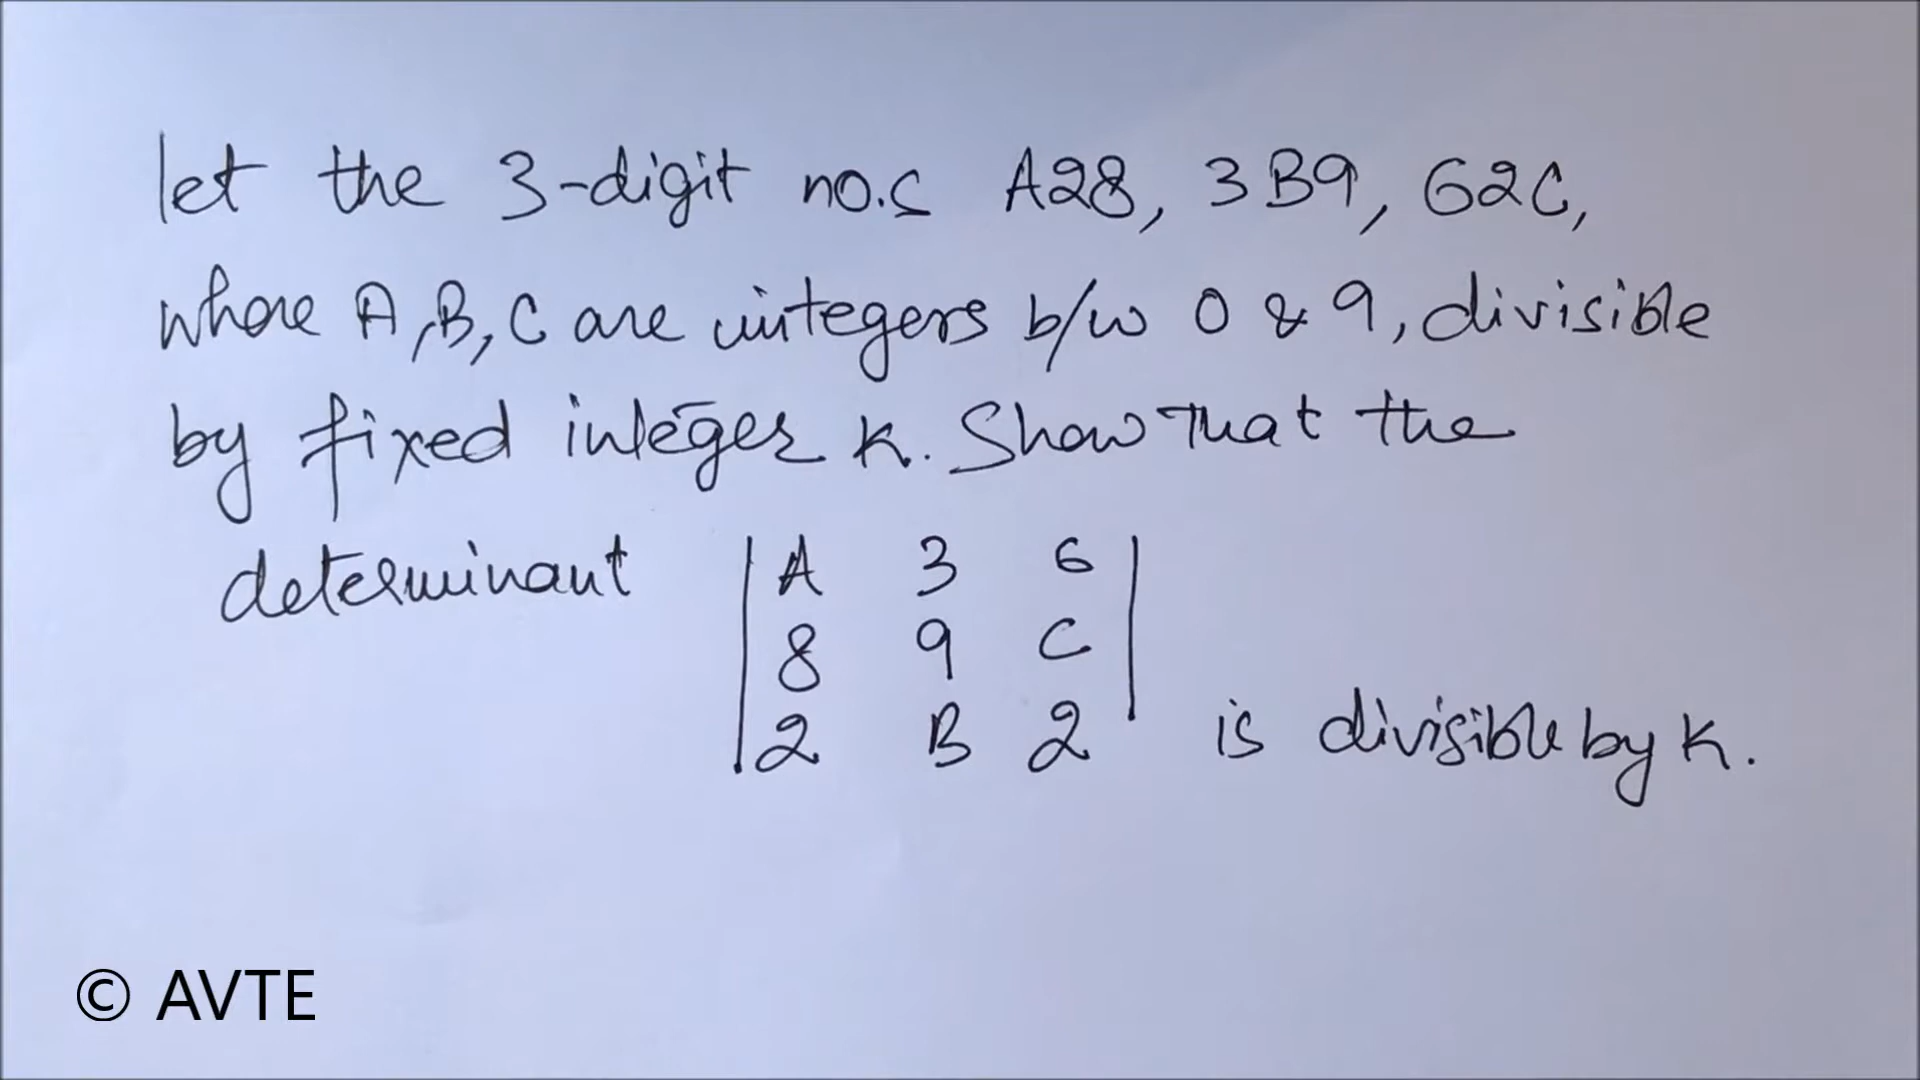 let the 3-digit no.s A28, 3B9, 62C,
where A,B,C are integers b/w 0 & 9, divisible
by fixed integer K. Show that the
determinant | A 3 6 |
| 8 9 C |
| 2 B 2 | is divisible by K.
© AVTE